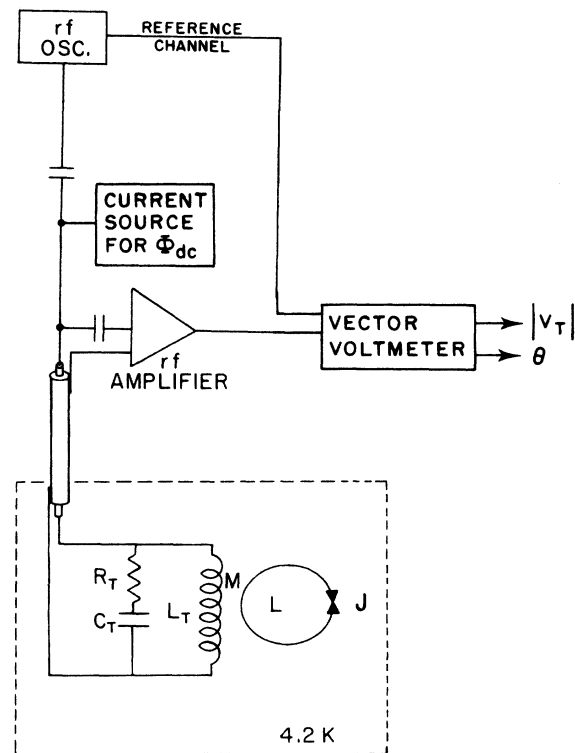 rf
OSC.
REFERENCE
CHANNEL
CURRENT
SOURCE
FOR Φdc
rf
AMPLIFIER
VECTOR
VOLTMETER
|VT|
θ
RT
CT
LT
M
L
J
4.2 K